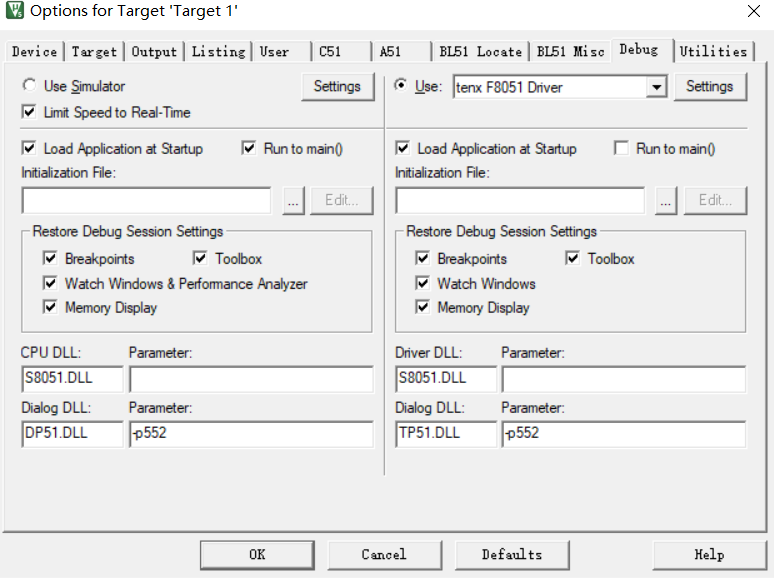 Options for Target 'Target 1'
Device Target Output Listing User C51 A51 BL51 Locate BL51 Misc Debug Utilities
Use Simulator Settings Use: tenx F8051 Driver Settings
Limit Speed to Real-Time
Load Application at Startup Run to main() Load Application at Startup Run to main()
Initialization File: Initialization File:
... Edit... ... Edit...
Restore Debug Session Settings Restore Debug Session Settings
Breakpoints Toolbox Breakpoints Toolbox
Watch Windows & Performance Analyzer Watch Windows
Memory Display Memory Display
CPU DLL: Parameter: Driver DLL: Parameter:
S8051.DLL S8051.DLL
Dialog DLL: Parameter: Dialog DLL: Parameter:
DP51.DLL -p552 TP51.DLL -p552
OK Cancel Defaults Help